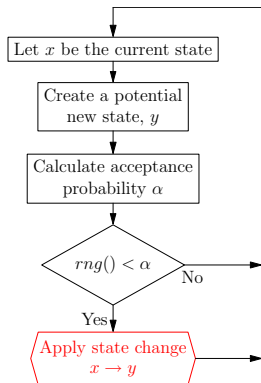 Let x be the current state
Create a potential
new state, y
Calculate acceptance
probability α
rng() < α
No
Yes
Apply state change
x → y